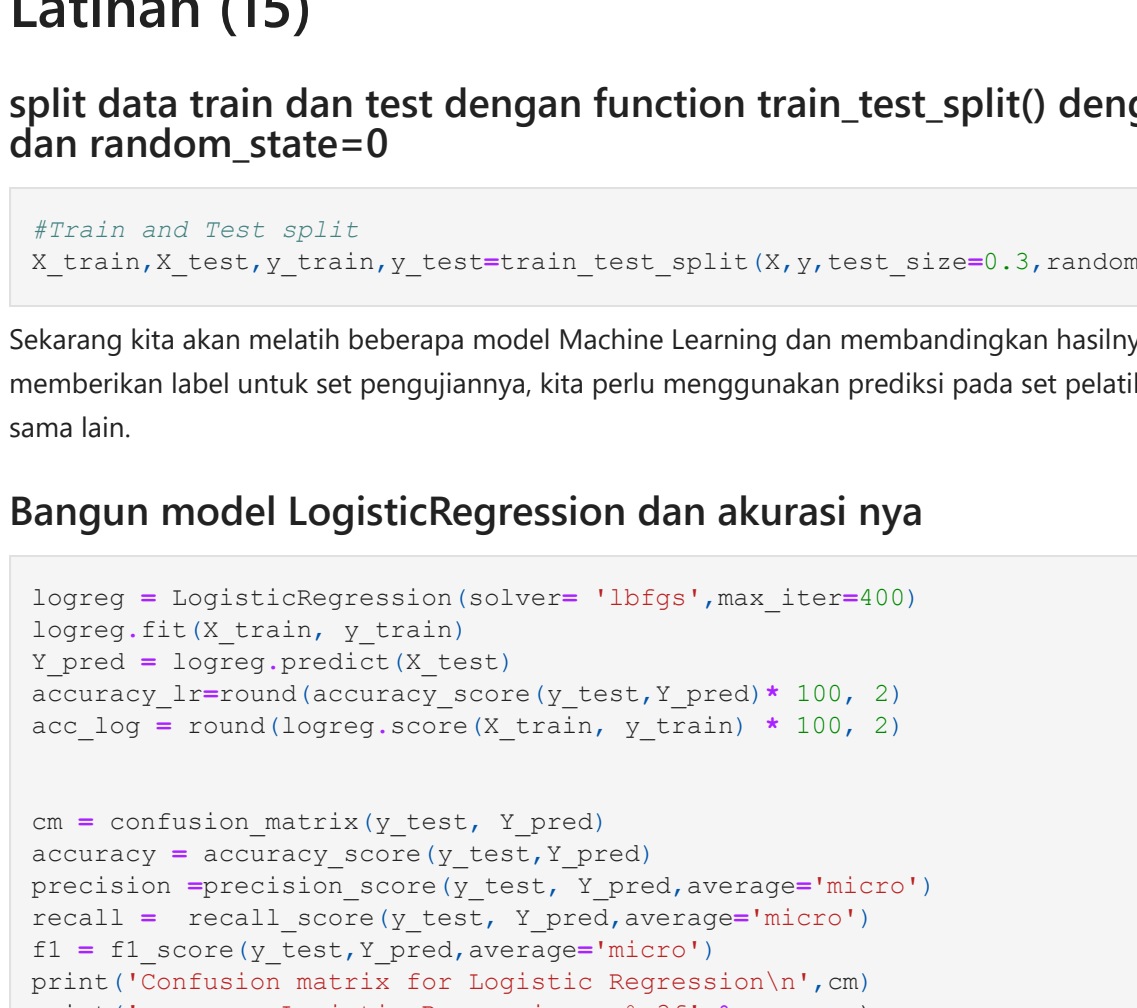 Latihan (15)
split data train dan test dengan function train_test_split()
dan random_state=0
#Train and Test split
X_train,X_test,y_train,y_test=train_test_split(X,y,test_size=0.3,random
Sekarang kita akan melatih beberapa model Machine Learning dan membandingkan
memberikan label untuk set pengujiannya, kita perlu menggunakan prediksi pada set
sama lain.
Bangun model LogisticRegression dan akurasi nya
logreg = LogisticRegression(solver= 'lbfgs',max_iter=400)
logreg.fit(X_train, y_train)
Y_pred = logreg.predict(X_test)
accuracy_lr=round(accuracy_score(y_test,Y_pred)* 100, 2)
acc_log = round(logreg.score(X_train, y_train) * 100, 2)
cm = confusion_matrix(y_test, Y_pred)
accuracy = accuracy_score(y_test,Y_pred)
precision =precision_score(y_test, Y_pred,average='micro')
recall =  recall_score(y_test, Y_pred,average='micro')
f1 = f1_score(y_test,Y_pred,average='micro')
print('Confusion matrix for Logistic Regression\n',cm)